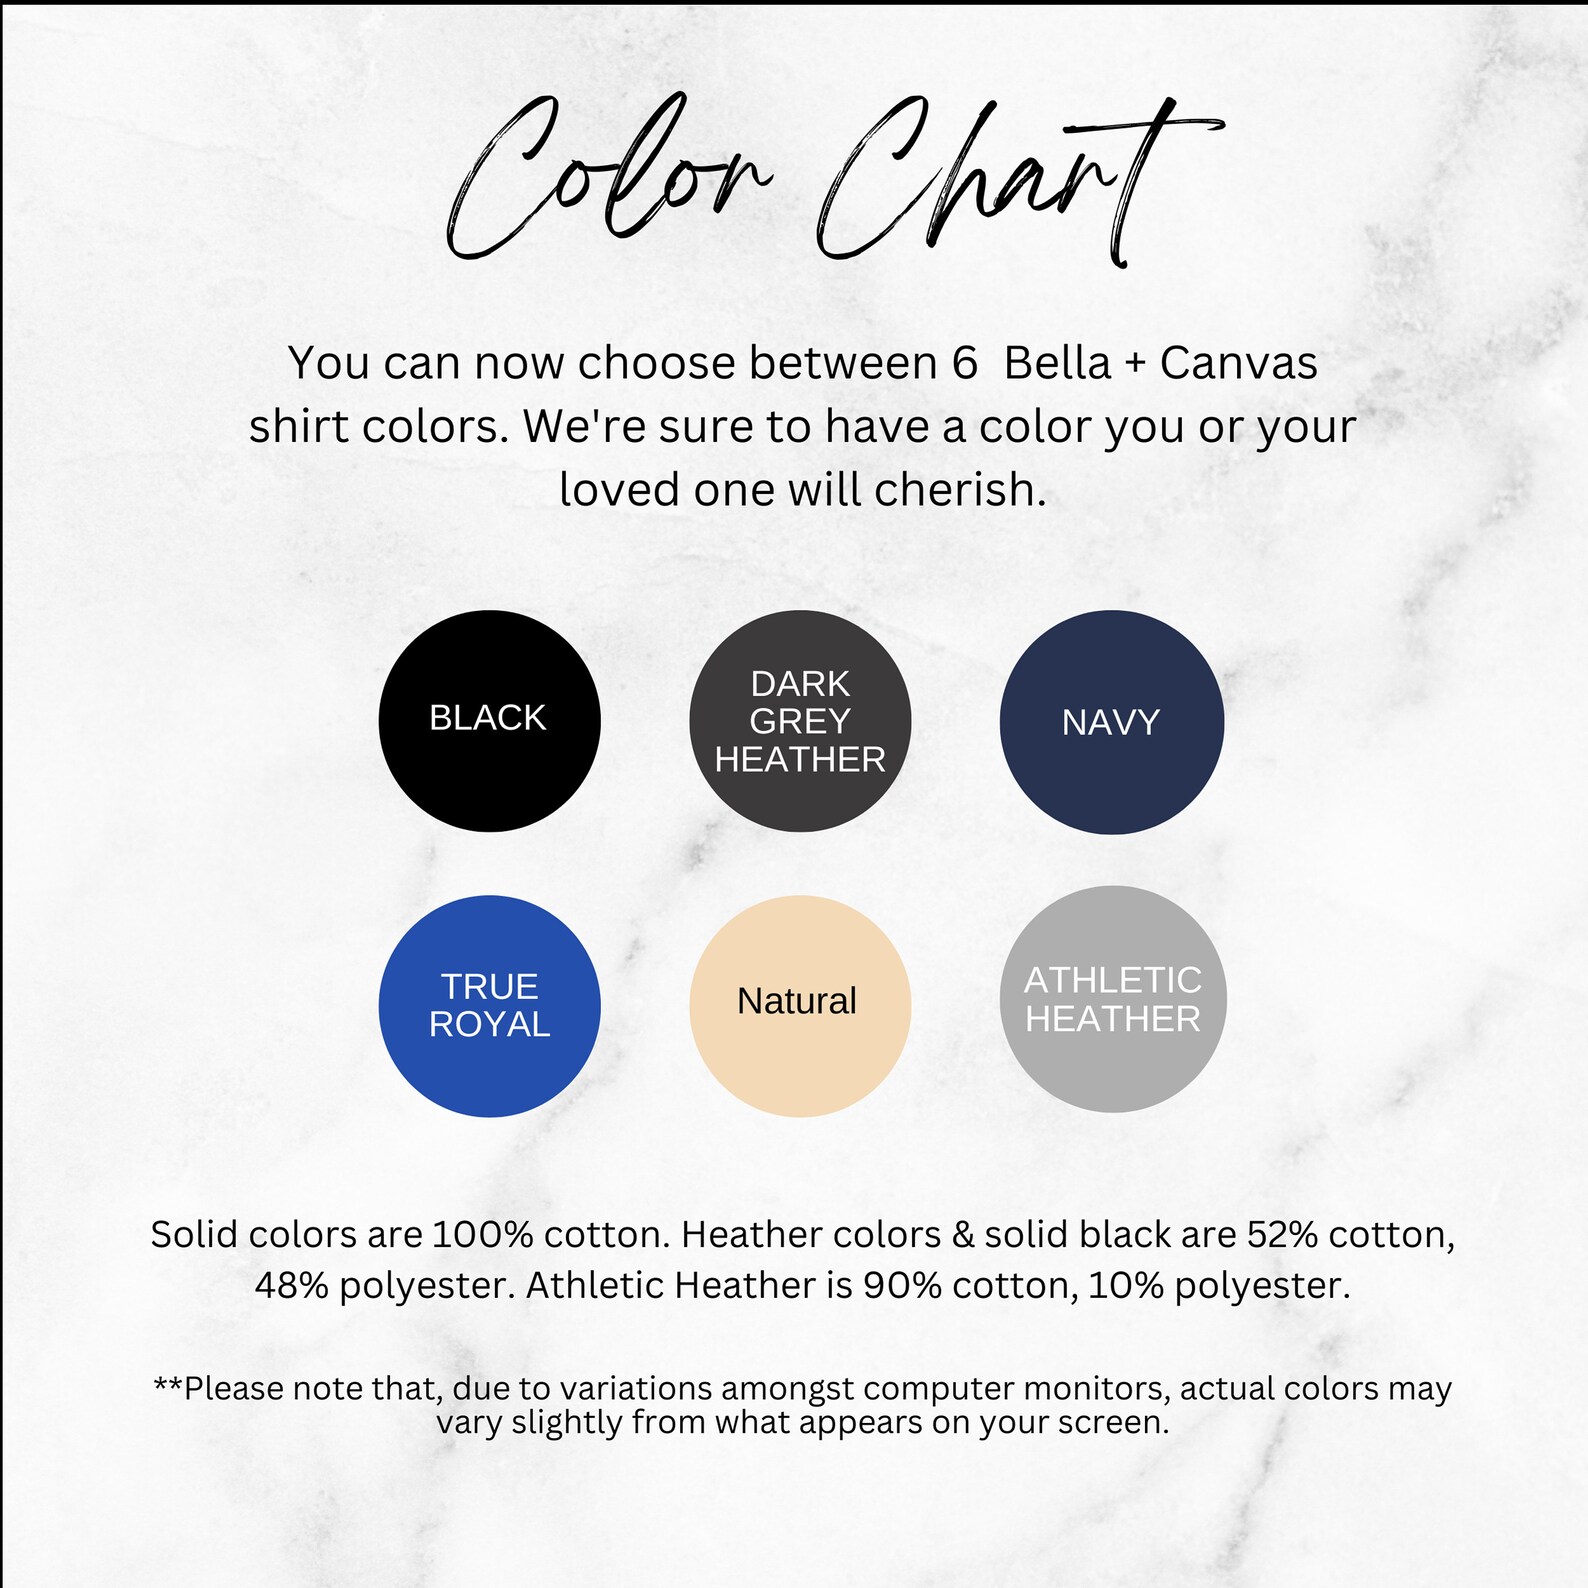 Color Chart
You can now choose between 6  Bella + Canvas
shirt colors. We're sure to have a color you or your
loved one will cherish.
BLACK
DARK
GREY
HEATHER
NAVY
TRUE
ROYAL
Natural
ATHLETIC
HEATHER
Solid colors are 100% cotton. Heather colors & solid black are 52% cotton,
48% polyester. Athletic Heather is 90% cotton, 10% polyester.
**Please note that, due to variations amongst computer monitors, actual colors may
vary slightly from what appears on your screen.